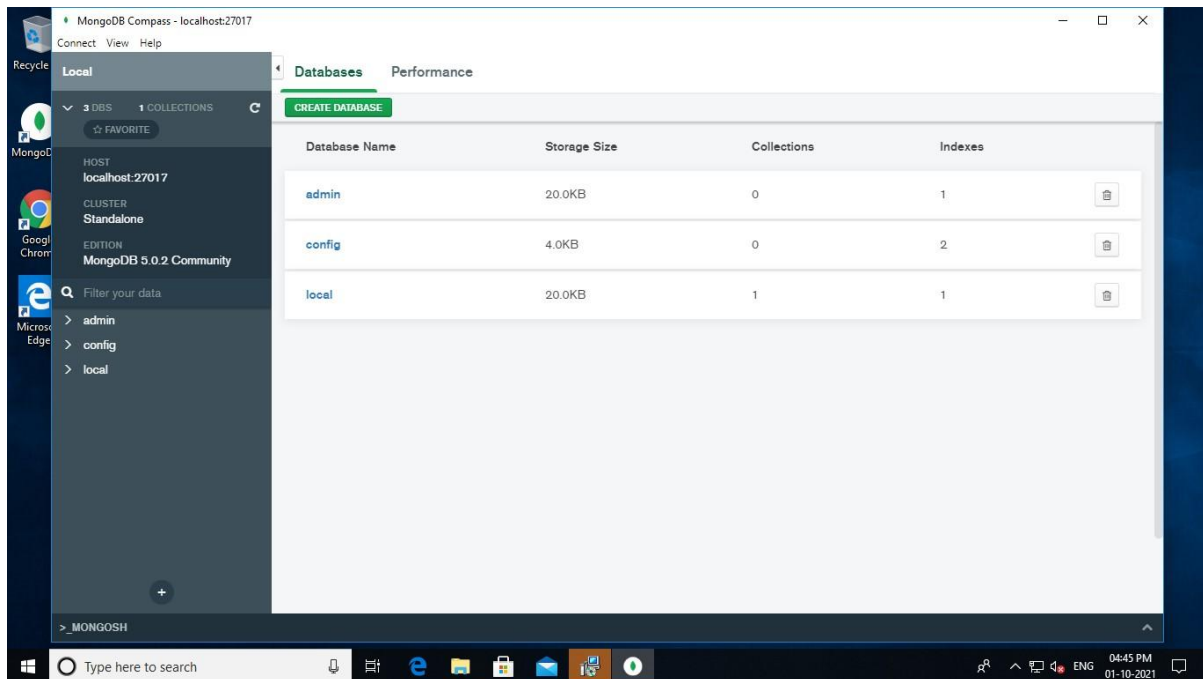 MongoDB Compass - localhost:27017
Connect View Help
Recycle
MongoD
Googl
Chrom
Microso
Edge
Local
3 DBS 1 COLLECTIONS
FAVORITE
HOST
localhost:27017
CLUSTER
Standalone
EDITION
MongoDB 5.0.2 Community
Filter your data
admin
config
local
Databases Performance
CREATE DATABASE
Database Name Storage Size Collections Indexes
admin 20.0KB 0 1
config 4.0KB 0 2
local 20.0KB 1 1
>_MONGOSH
Type here to search
ENG
04:45 PM
01-10-2021